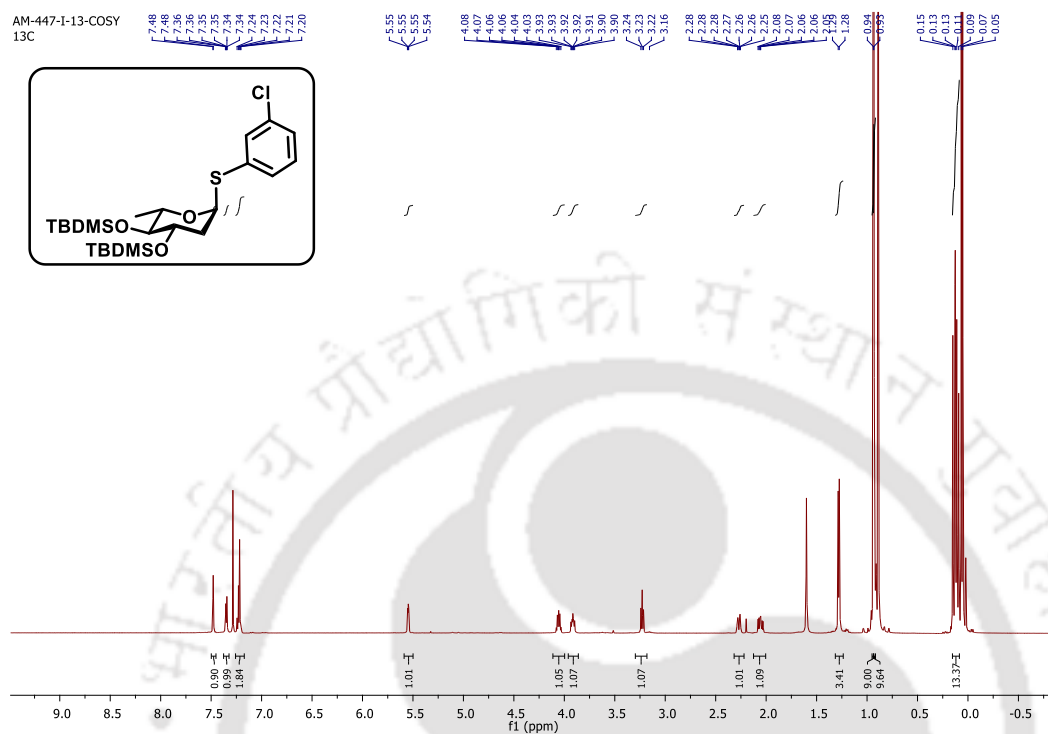 AM-447-I-13-COSY
13C
7.48 7.48 7.36 7.36 7.35 7.35 7.34 7.34 7.24 7.23 7.22 7.21 7.20 5.55 5.55 5.55 5.54 4.08 4.07 4.06 4.06 4.04 4.03 3.93 3.93 3.92 3.92 3.91 3.90 3.90 3.24 3.23 3.22 3.16 2.28 2.28 2.28 2.27 2.26 2.26 2.25 2.08 2.07 2.06 2.06 2.05 1.29 1.28 0.94 0.93 0.15 0.13 0.13 0.11 0.09 0.07 0.05
Cl
S
O
TBDMSO
TBDMSO
भारतीय प्रौद्योगिकी संस्थान गुवाहाटी
0.90 0.99 1.84 1.01 1.05 1.07 1.07 1.01 1.09 3.41 9.00 9.64 13.37
9.0 8.5 8.0 7.5 7.0 6.5 6.0 5.5 5.0 4.5 4.0 3.5 3.0 2.5 2.0 1.5 1.0 0.5 0.0 -0.5
f1 (ppm)